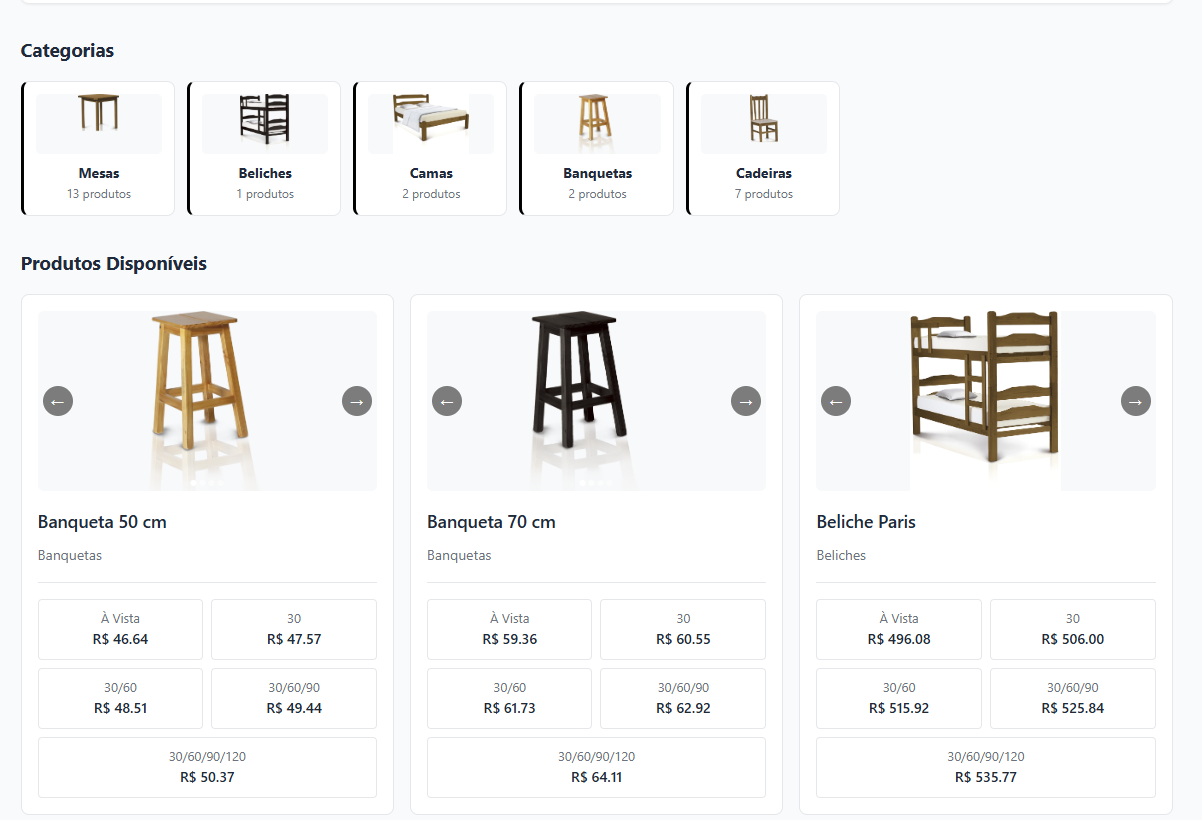 Categorias
Mesas
13 produtos
Beliches
1 produtos
Camas
2 produtos
Banquetas
2 produtos
Cadeiras
7 produtos
Produtos Disponíveis
←
→
Banqueta 50 cm
Banquetas
À Vista
R$ 46.64
30
R$ 47.57
30/60
R$ 48.51
30/60/90
R$ 49.44
30/60/90/120
R$ 50.37
←
→
Banqueta 70 cm
Banquetas
À Vista
R$ 59.36
30
R$ 60.55
30/60
R$ 61.73
30/60/90
R$ 62.92
30/60/90/120
R$ 64.11
←
→
Beliche Paris
Beliches
À Vista
R$ 496.08
30
R$ 506.00
30/60
R$ 515.92
30/60/90
R$ 525.84
30/60/90/120
R$ 535.77